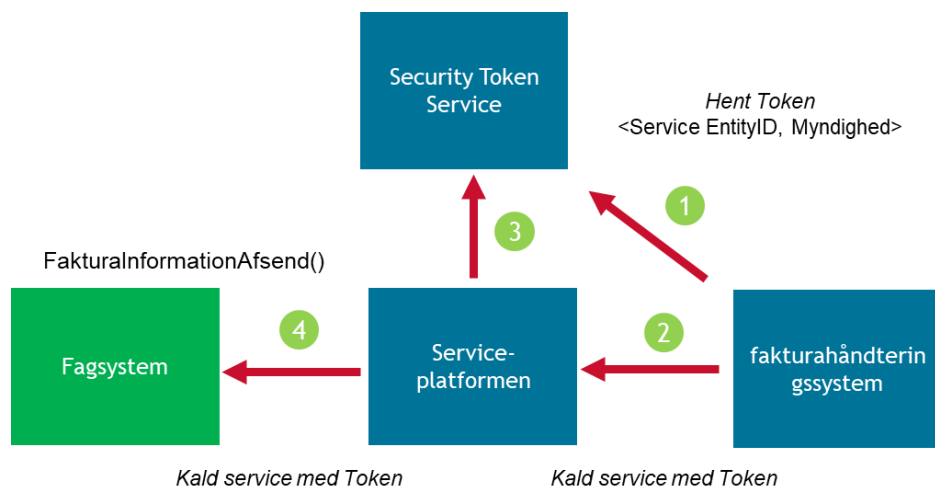 Security Token
Service
Hent Token
<Service EntityID, Myndighed>
1
3
FakturaInformationAfsend()
4
2
Fagsystem
Service-
platformen
fakturahåndterin
gssystem
Kald service med Token
Kald service med Token